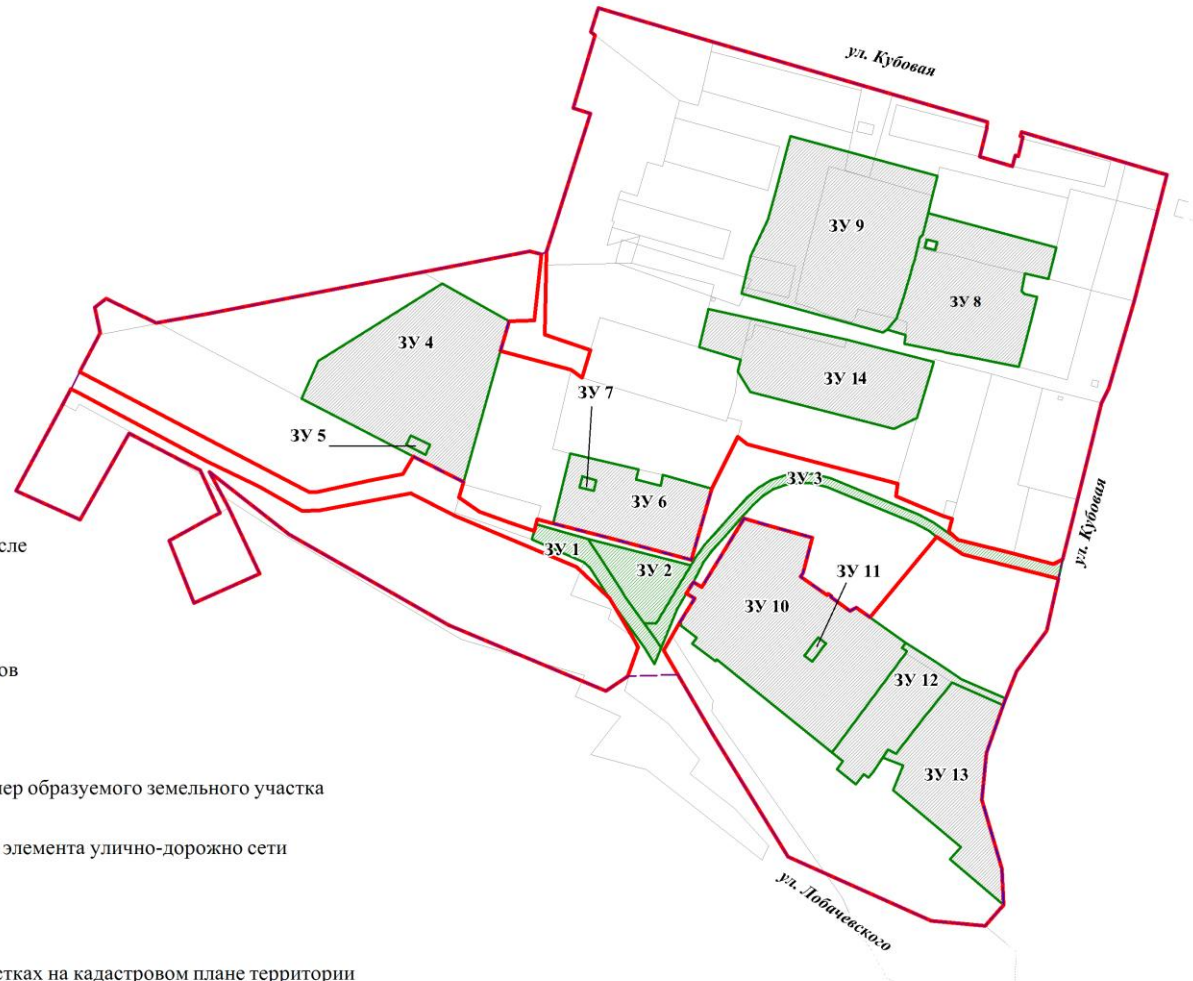 ул. Кубовая
ЗУ 9
ЗУ 8
ЗУ 4
ЗУ 14
ЗУ 7
ЗУ 5
ЗУ 6
ЗУ 3
ул. Кубовая
ЗУ 1
ЗУ 2
ЗУ 11
ЗУ 10
ЗУ 12
ЗУ 13
ул. Лобачевского
сле
ов
ер образуемого земельного участка
элемента улично-дорожно сети
стках на кадастровом плане территории